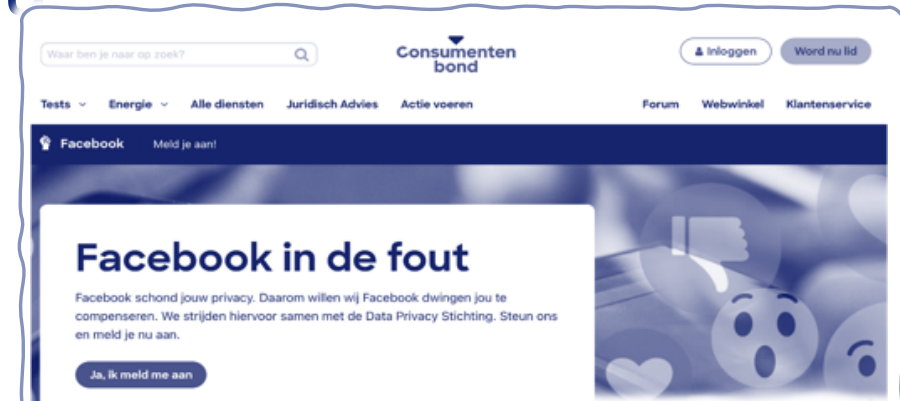 Waar ben je naar op zoek?
Consumenten
bond
Inloggen
Word nu lid
Tests Energie Alle diensten Juridisch Advies Actie voeren Forum Webwinkel Klantenservice
Facebook Meld je aan!
Facebook in de fout
Facebook schond jouw privacy. Daarom willen wij Facebook dwingen jou te
compenseren. We strijden hiervoor samen met de Data Privacy Stichting. Steun ons
en meld je nu aan.
Ja, ik meld me aan